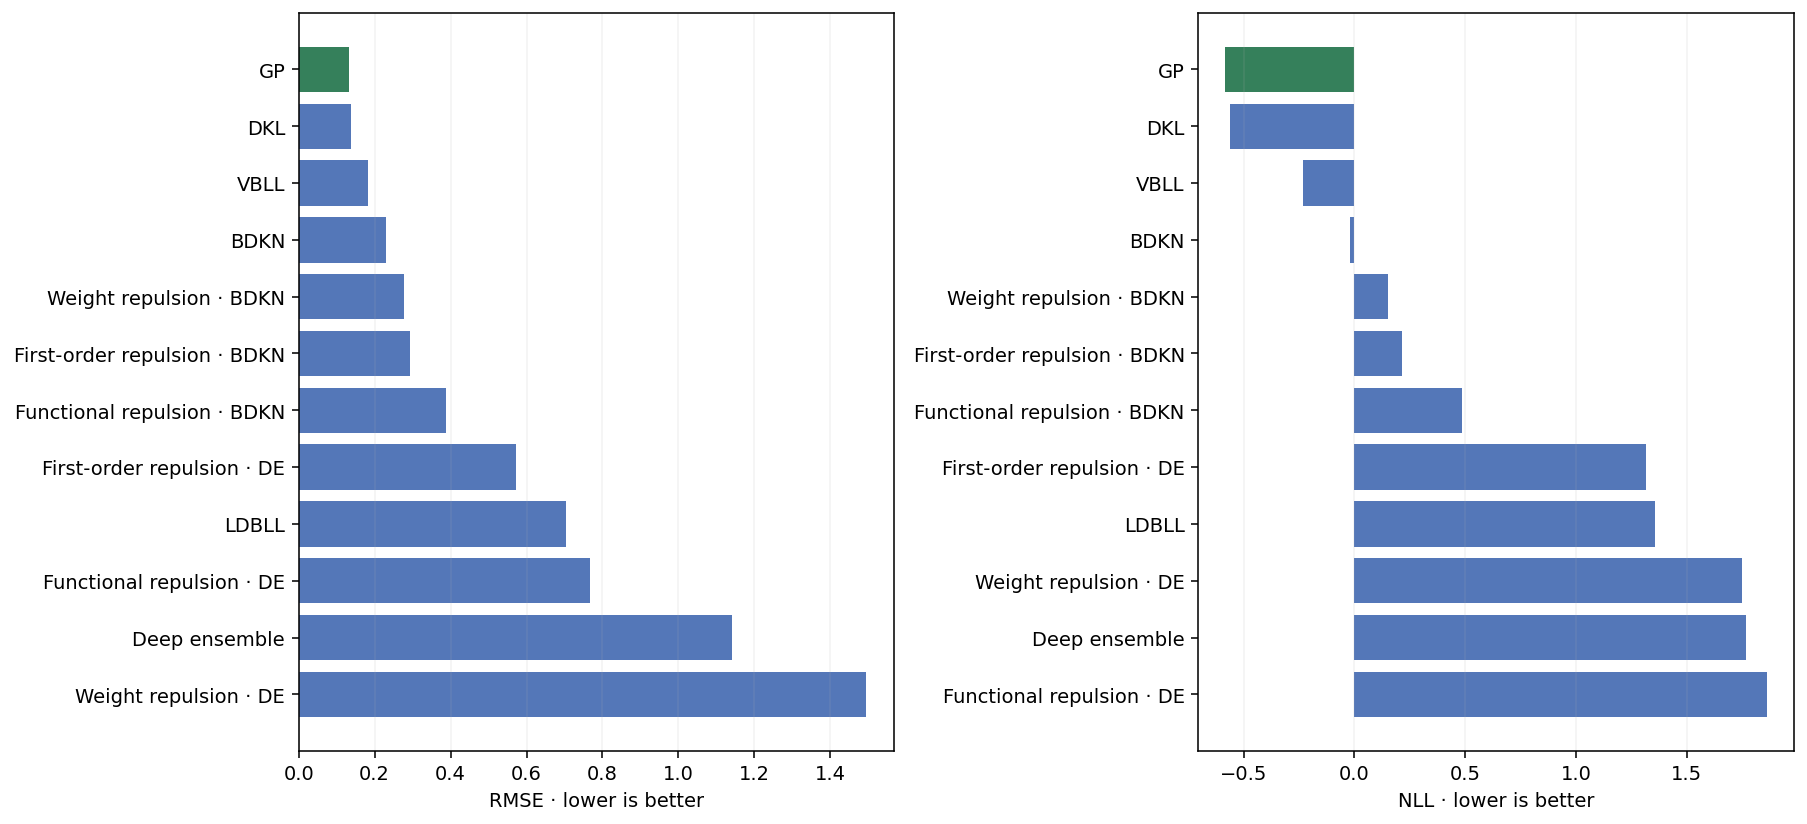 GP
DKL
VBLL
BDKN
Weight repulsion · BDKN
First-order repulsion · BDKN
Functional repulsion · BDKN
First-order repulsion · DE
LDBLL
Functional repulsion · DE
Deep ensemble
Weight repulsion · DE
0.0 0.2 0.4 0.6 0.8 1.0 1.2 1.4
RMSE · lower is better
GP
DKL
VBLL
BDKN
Weight repulsion · BDKN
First-order repulsion · BDKN
Functional repulsion · BDKN
First-order repulsion · DE
LDBLL
Weight repulsion · DE
Deep ensemble
Functional repulsion · DE
−0.5 0.0 0.5 1.0 1.5
NLL · lower is better